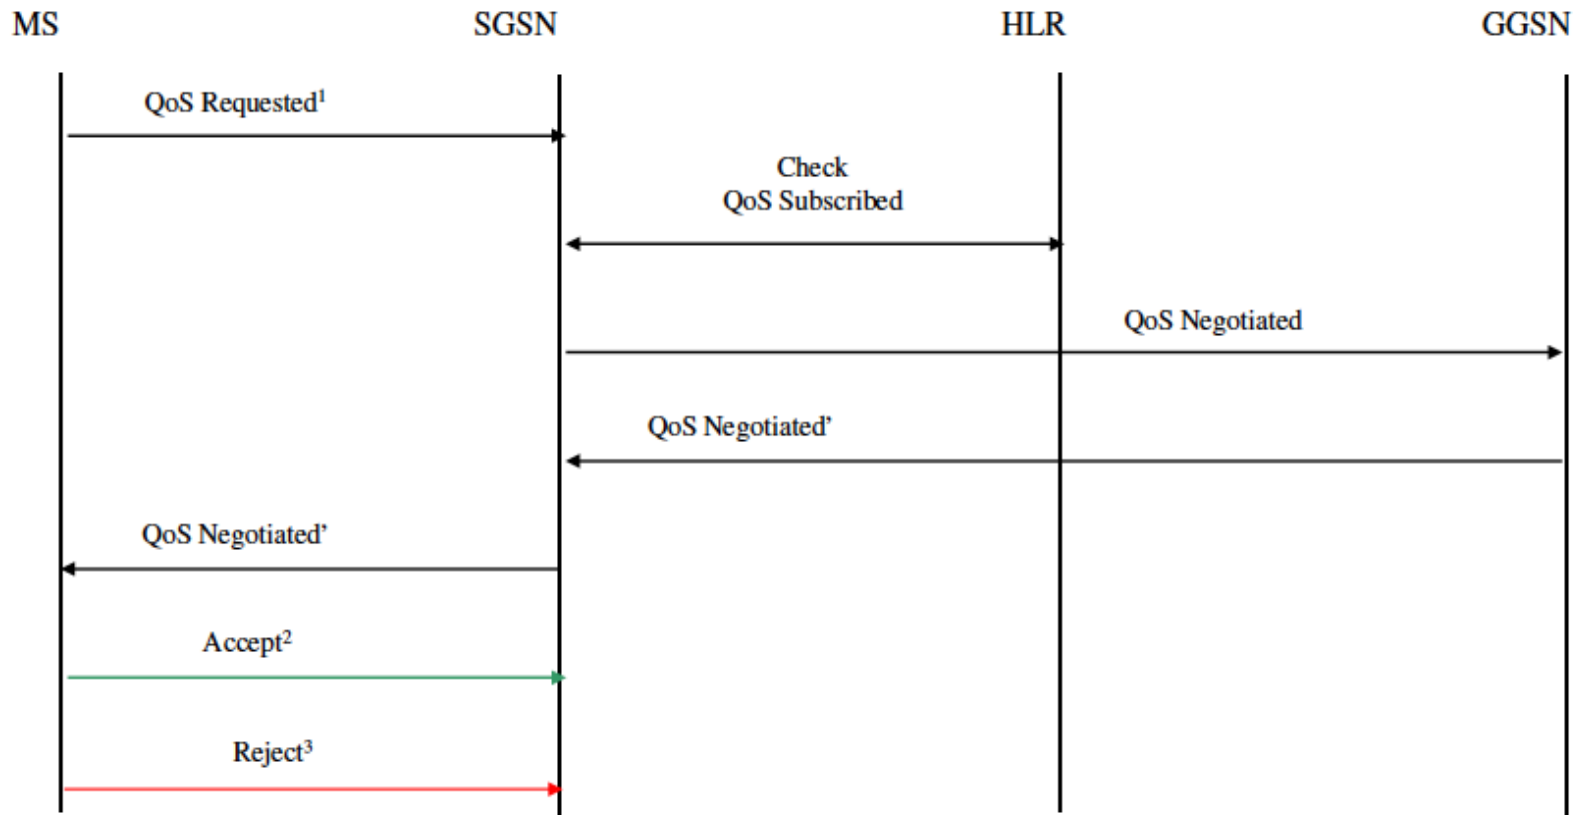 MS SGSN HLR GGSN
QoS Requested¹
Check
QoS Subscribed
QoS Negotiated
QoS Negotiated’
QoS Negotiated’
Accept²
Reject³